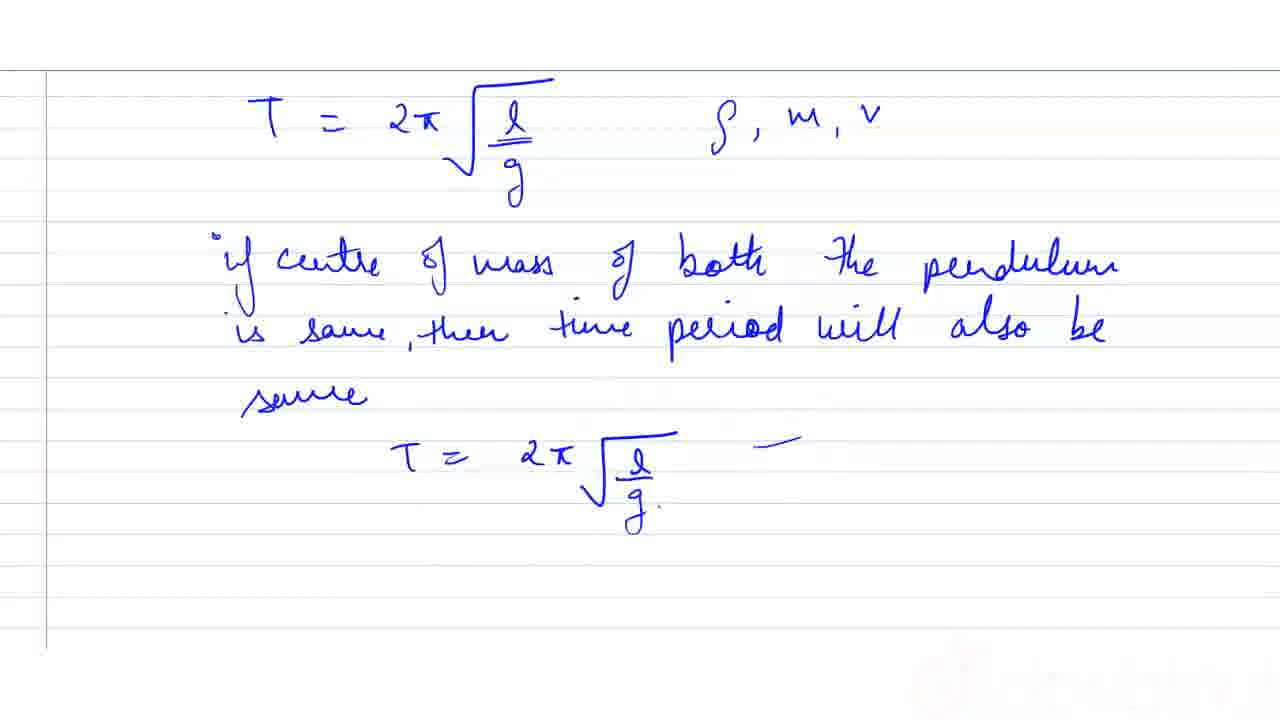 T = 2π √(l/g) ρ, m, v
if centre of mass of both the pendulum
is same, then time period will also be
same
T = 2π √(l/g)